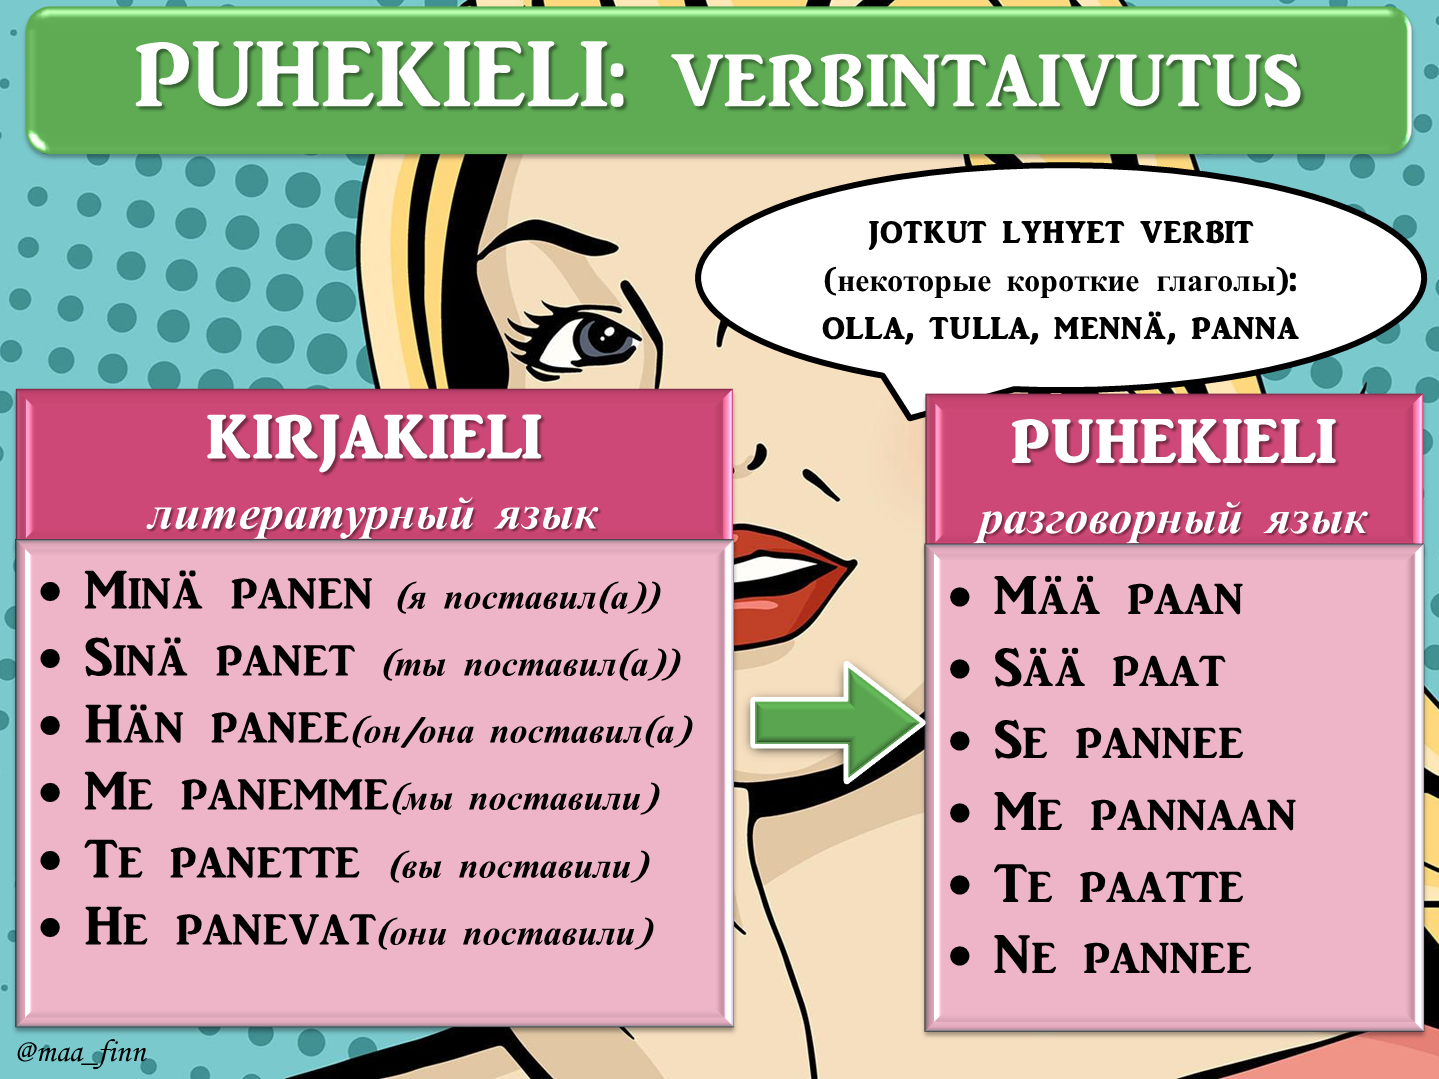 PUHEKIELI: VERBINTAIVUTUS
JOTKUT LYHYET VERBIT
(некоторые короткие глаголы):
OLLA, TULLA, MENNÄ, PANNA
KIRJAKIELI
литературный язык
• MINÄ PANEN (я поставил(а))
• SINÄ PANET (ты поставил(а))
• HÄN PANEE(он/она поставил(а)
• ME PANEMME(мы поставили)
• TE PANETTE (вы поставили)
• HE PANEVAT(они поставили)
PUHEKIELI
разговорный язык
• MÄÄ PAAN
• SÄÄ PAAT
• SE PANNEE
• ME PANNAAN
• TE PAATTE
• NE PANNEE
@maa_finn